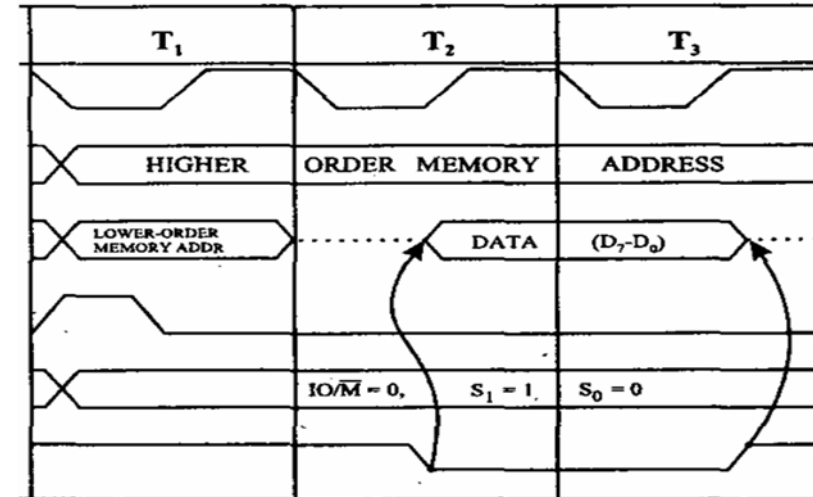 T₁ T₂ T₃
HIGHER ORDER MEMORY ADDRESS
LOWER-ORDER
MEMORY ADDR
DATA (D₇-D₀)
IO/M̅ = 0, S₁ = 1, S₀ = 0